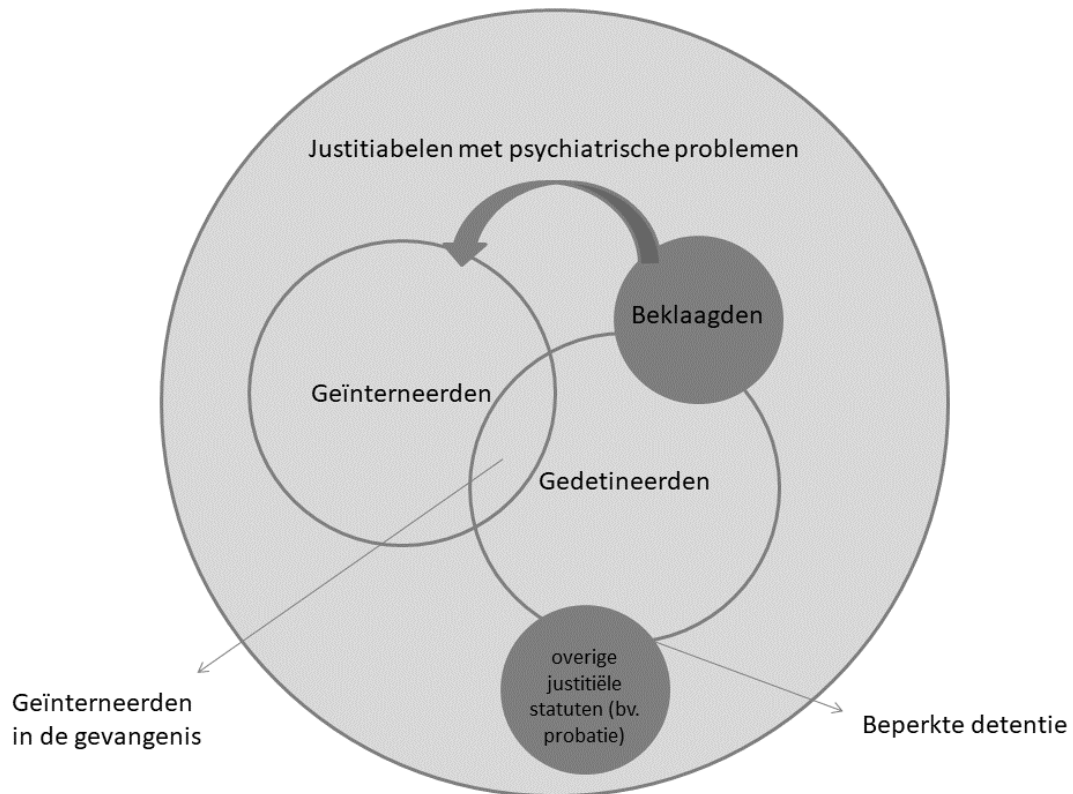 Justitiabelen met psychiatrische problemen
Beklaagden
Geïnterneerden
Gedetineerden
overige
justitiële
statuten (bv.
probatie)
Geïnterneerden
in de gevangenis
Beperkte detentie